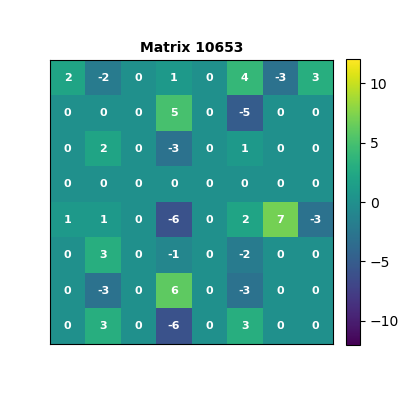 Matrix 10653
2 -2 0 1 0 4 -3 3
0 0 0 5 0 -5 0 0
0 2 0 -3 0 1 0 0
0 0 0 0 0 0 0 0
1 1 0 -6 0 2 7 -3
0 3 0 -1 0 -2 0 0
0 -3 0 6 0 -3 0 0
0 3 0 -6 0 3 0 0
10
5
0
−5
−10